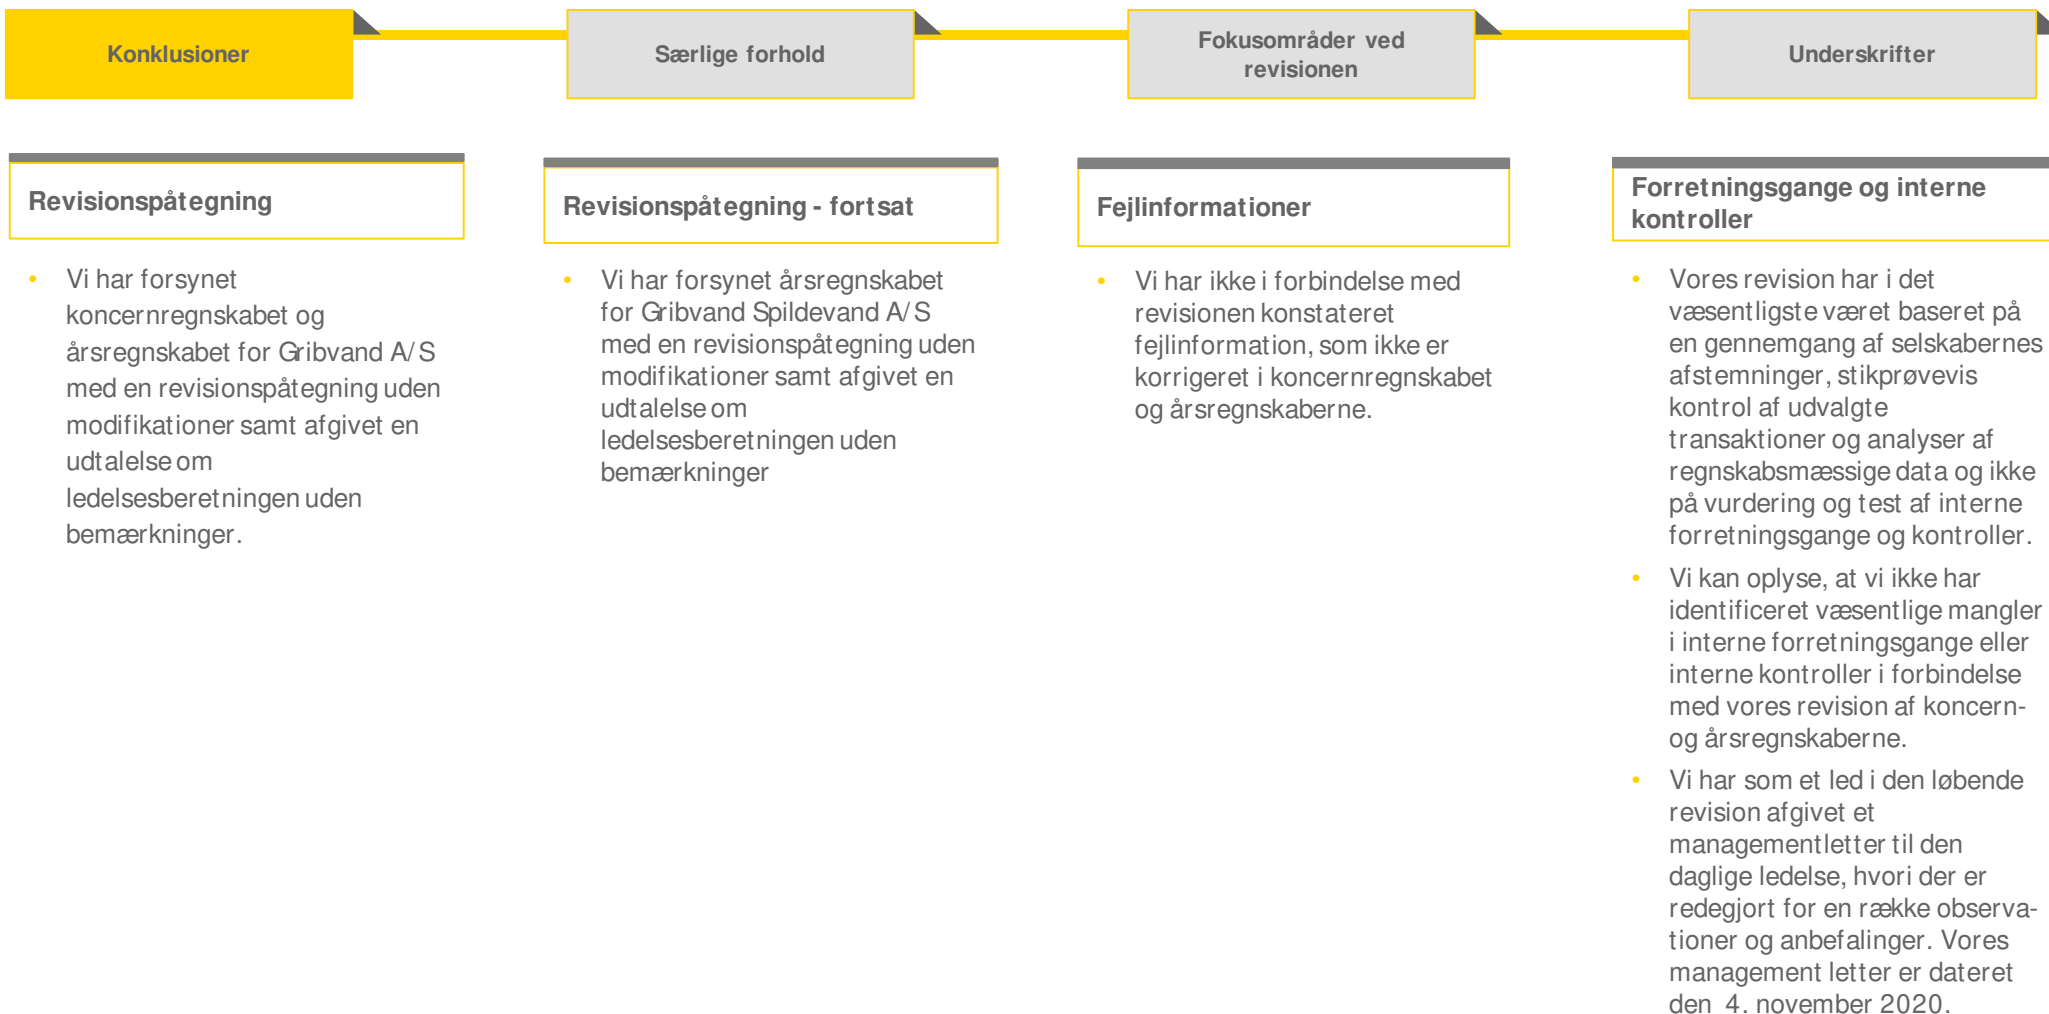 Konklusioner
Særlige forhold
Fokusområder ved
revisionen
Underskrifter
Revisionspåtegning
• Vi har forsynet
koncernregnskabet og
årsregnskabet for Gribvand A/S
med en revisionspåtegning uden
modifikationer samt afgivet en
udtalelse om
ledelsesberetningen uden
bemærkninger.
Revisionspåtegning - fortsat
• Vi har forsynet årsregnskabet
for Gribvand Spildevand A/S
med en revisionspåtegning uden
modifikationer samt afgivet en
udtalelse om
ledelsesberetningen uden
bemærkninger
Fejlinformationer
• Vi har ikke i forbindelse med
revisionen konstateret
fejlinformation, som ikke er
korrigeret i koncernregnskabet
og årsregnskaberne.
Forretningsgange og interne
kontroller
• Vores revision har i det
væsentligste været baseret på
en gennemgang af selskabernes
afstemninger, stikprøvevis
kontrol af udvalgte
transaktioner og analyser af
regnskabsmæssige data og ikke
på vurdering og test af interne
forretningsgange og kontroller.
• Vi kan oplyse, at vi ikke har
identificeret væsentlige mangler
i interne forretningsgange eller
interne kontroller i forbindelse
med vores revision af koncern-
og årsregnskaberne.
• Vi har som et led i den løbende
revision afgivet et
managementletter til den
daglige ledelse, hvori der er
redegjort for en række observa-
tioner og anbefalinger. Vores
management letter er dateret
den 4. november 2020.